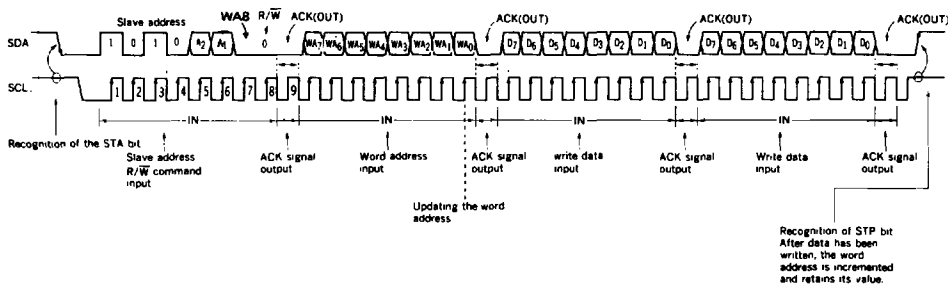 Slave address WA8 R/W ACK(OUT) ACK(OUT) ACK(OUT) ACK(OUT)
SDA 1 0 1 0 A2 A1 0 WA7 WA6 WA5 WA4 WA3 WA2 WA1 WA0 D7 D6 D5 D4 D3 D2 D1 D0 D7 D6 D5 D4 D3 D2 D1 D0
SCL 1 2 3 4 5 6 7 8 9
IN IN IN IN
Recognition of the STA bit
Slave address
R/W command
input
ACK signal
output
Word address
input
Updating the word
address
ACK signal
output
write data
input
ACK signal
output
Write data
input
ACK signal
output
Recognition of STP bit
After data has been
written, the word
address is incremented
and retains its value.